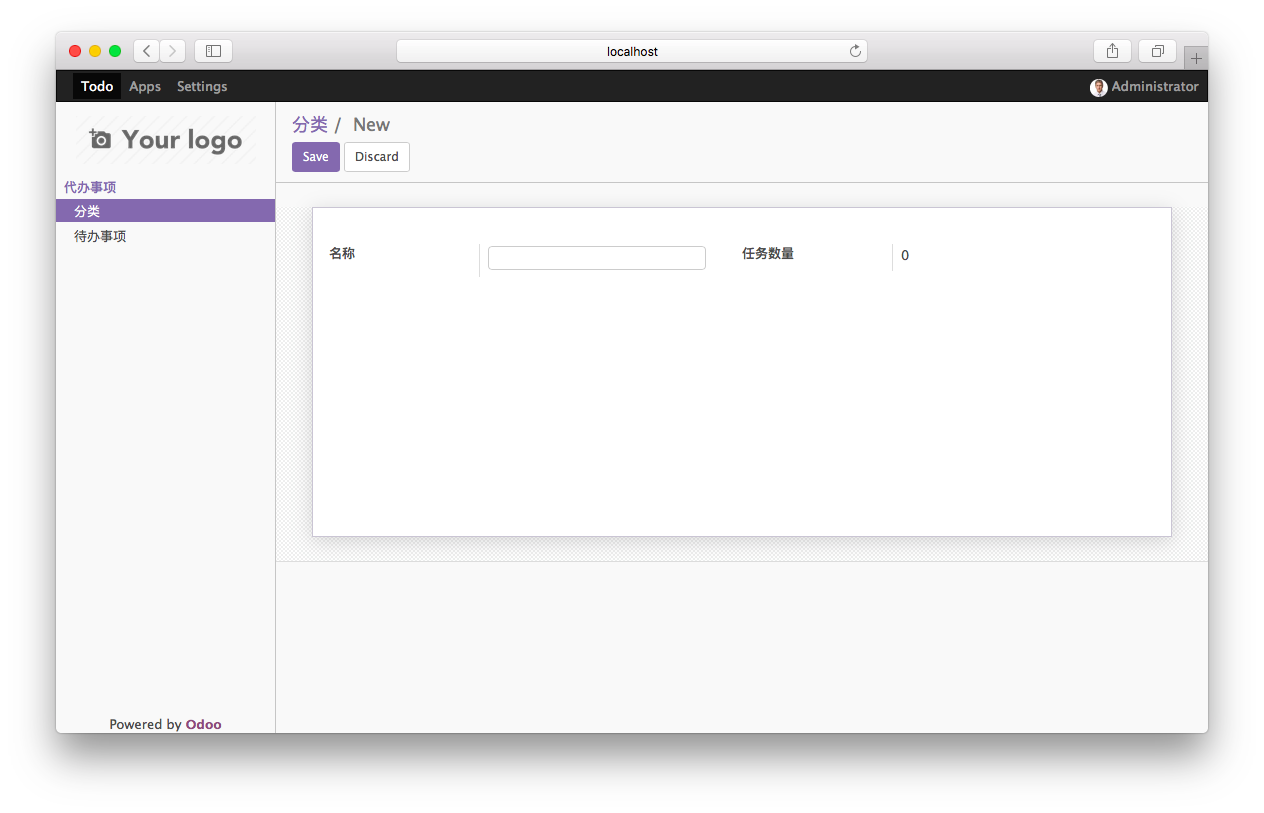 localhost
Todo Apps Settings Administrator
Your logo
代办事项
分类
待办事项
Powered by Odoo
分类 / New
Save Discard
名称 任务数量 0